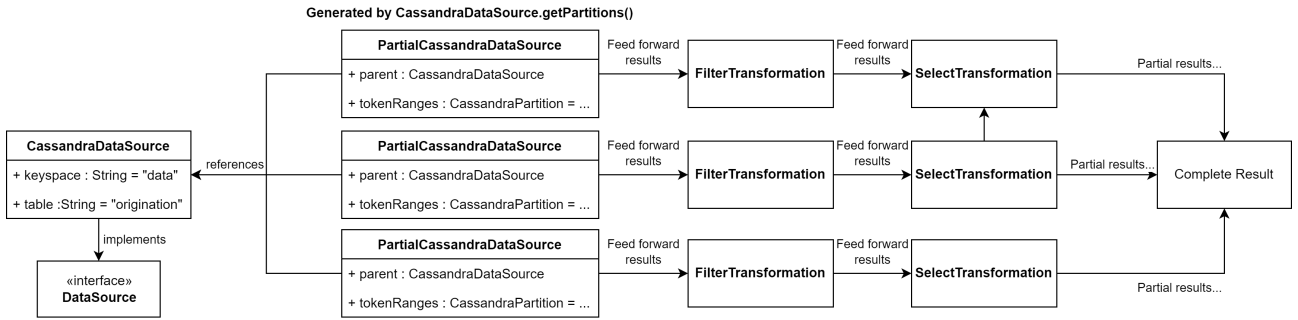 Generated by CassandraDataSource.getPartitions()
PartialCassandraDataSource
+ parent : CassandraDataSource
+ tokenRanges : CassandraPartition = ...
Feed forward
results
FilterTransformation
Feed forward
results
SelectTransformation
Partial results...
CassandraDataSource
+ keyspace : String = "data"
+ table :String = "origination"
references
PartialCassandraDataSource
+ parent : CassandraDataSource
+ tokenRanges : CassandraPartition = ...
Feed forward
results
FilterTransformation
Feed forward
results
SelectTransformation
Partial results...
Complete Result
implements
«interface»
DataSource
PartialCassandraDataSource
+ parent : CassandraDataSource
+ tokenRanges : CassandraPartition = ...
Feed forward
results
FilterTransformation
Feed forward
results
SelectTransformation
Partial results...